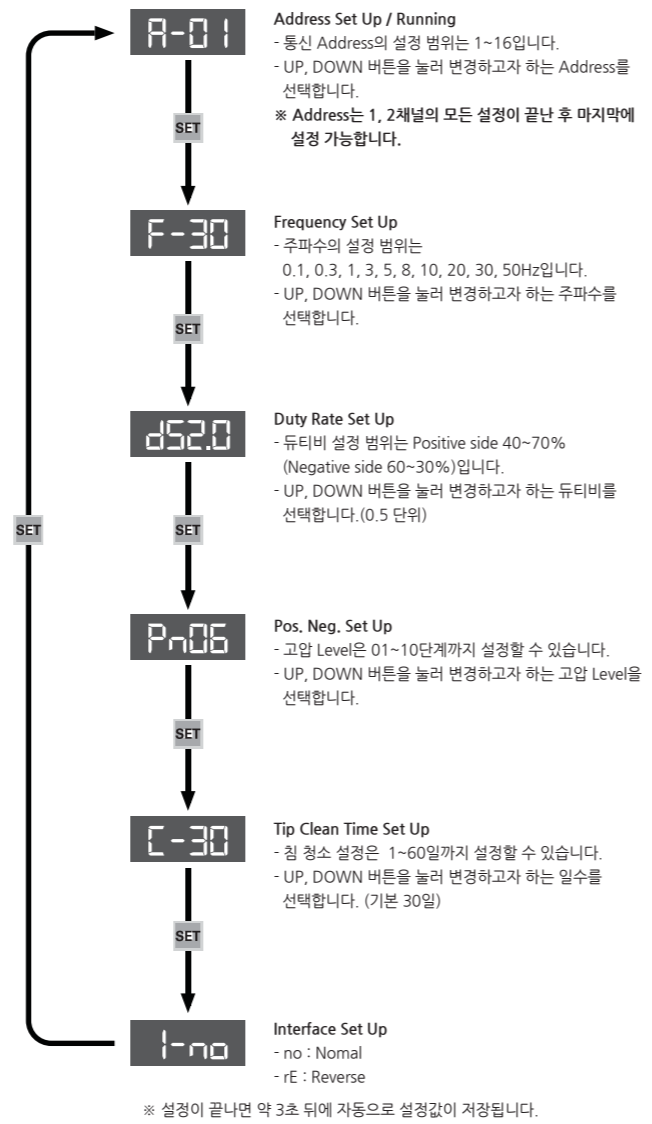 A-01
Address Set Up / Running
- 통신 Address의 설정 범위는 1~16입니다.
- UP, DOWN 버튼을 눌러 변경하고자 하는 Address를
선택합니다.
※ Address는 1, 2채널의 모든 설정이 끝난 후 마지막에
설정 가능합니다.
SET
F-30
Frequency Set Up
- 주파수의 설정 범위는
0.1, 0.3, 1, 3, 5, 8, 10, 20, 30, 50Hz입니다.
- UP, DOWN 버튼을 눌러 변경하고자 하는 주파수를
선택합니다.
SET
d52.0
Duty Rate Set Up
- 듀티비 설정 범위는 Positive side 40~70%
(Negative side 60~30%)입니다.
- UP, DOWN 버튼을 눌러 변경하고자 하는 듀티비를
선택합니다.(0.5 단위)
SET
SET
Pn06
Pos. Neg. Set Up
- 고압 Level은 01~10단계까지 설정할 수 있습니다.
- UP, DOWN 버튼을 눌러 변경하고자 하는 고압 Level을
선택합니다.
SET
C-30
Tip Clean Time Set Up
- 침 청소 설정은 1~60일까지 설정할 수 있습니다.
- UP, DOWN 버튼을 눌러 변경하고자 하는 일수를
선택합니다. (기본 30일)
SET
I-no
Interface Set Up
- no : Nomal
- rE : Reverse
※ 설정이 끝나면 약 3초 뒤에 자동으로 설정값이 저장됩니다.